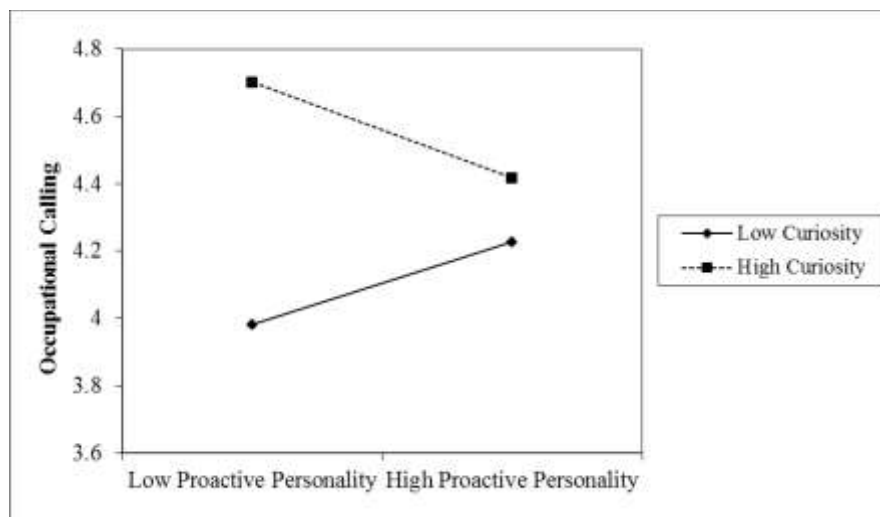 4.8
4.6
4.4
4.2
4
3.8
3.6
Occupational Calling
Low Proactive Personality High Proactive Personality
Low Curiosity
High Curiosity